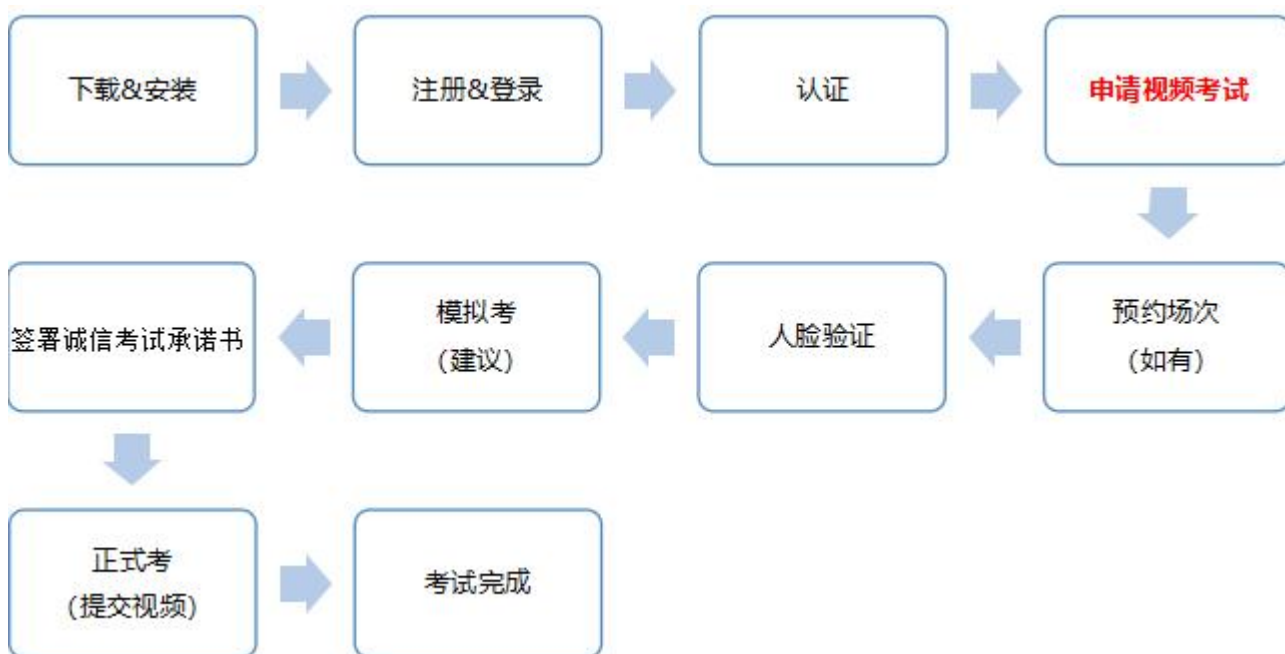 下载&安装
注册&登录
认证
申请视频考试
预约场次
(如有)
人脸验证
模拟考
(建议)
签署诚信考试承诺书
正式考
(提交视频)
考试完成